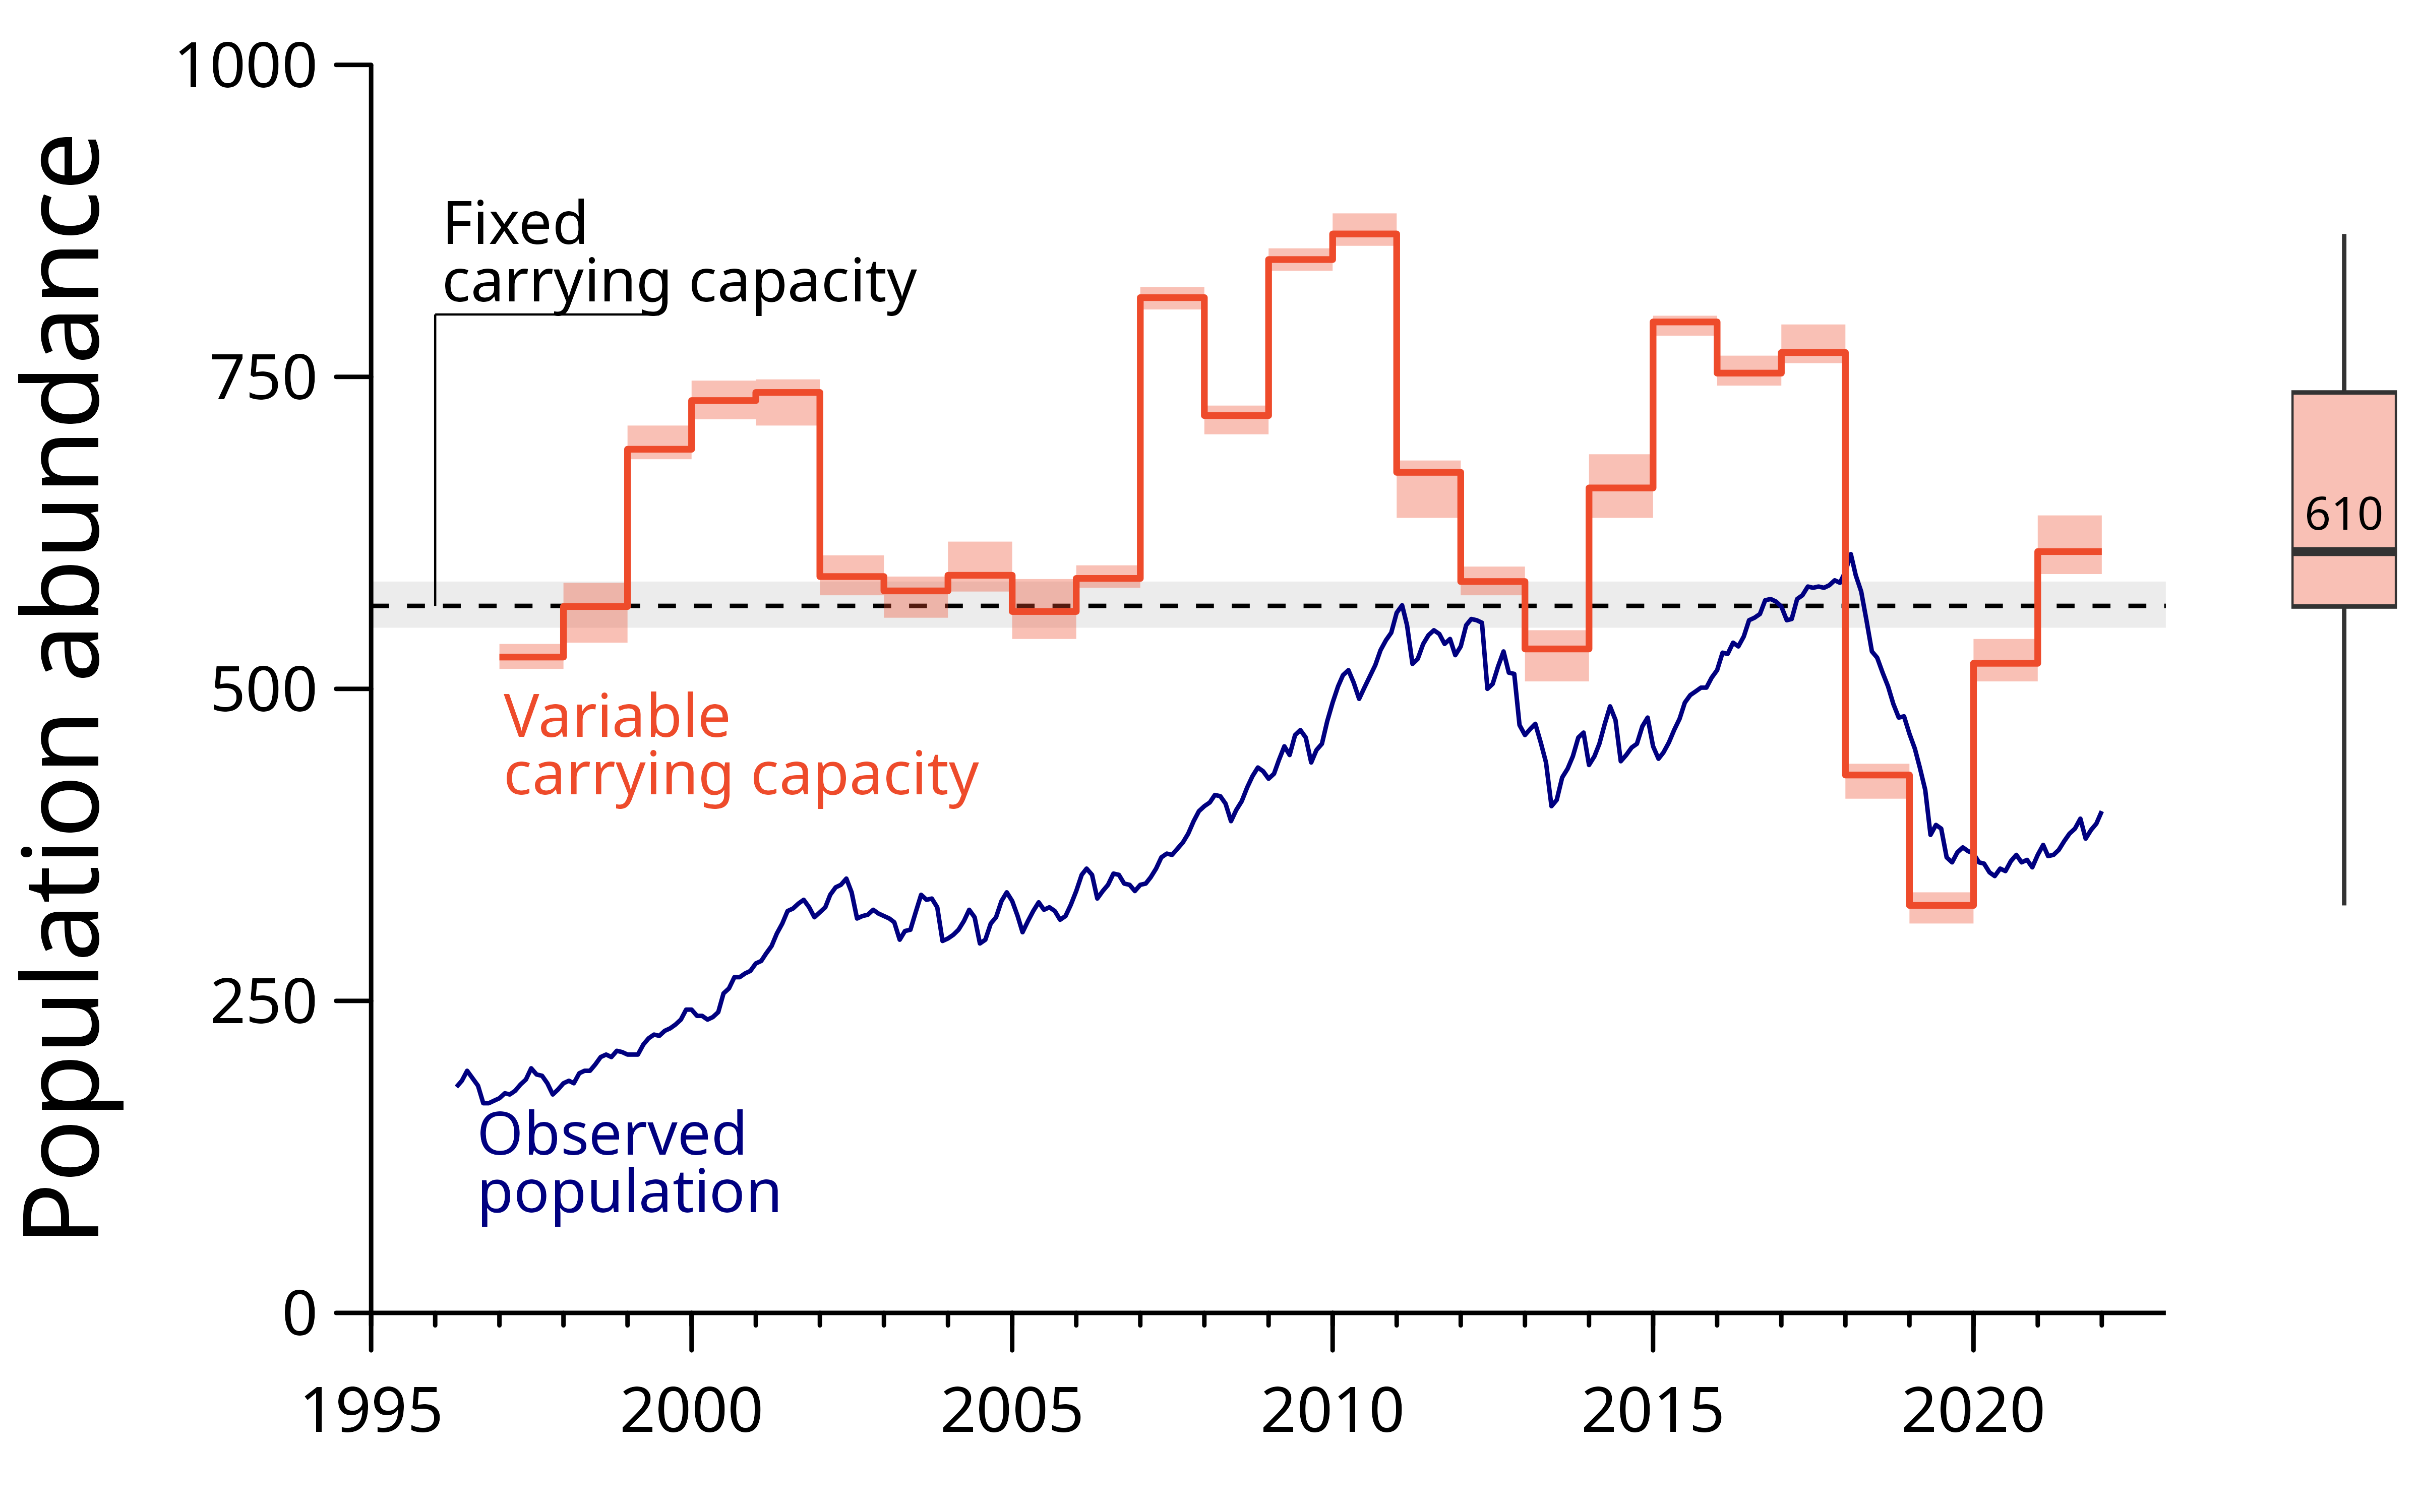 Population abundance
1000
750
500
250
0
Fixed
carrying capacity
Variable
carrying capacity
Observed
population
610
1995 2000 2005 2010 2015 2020